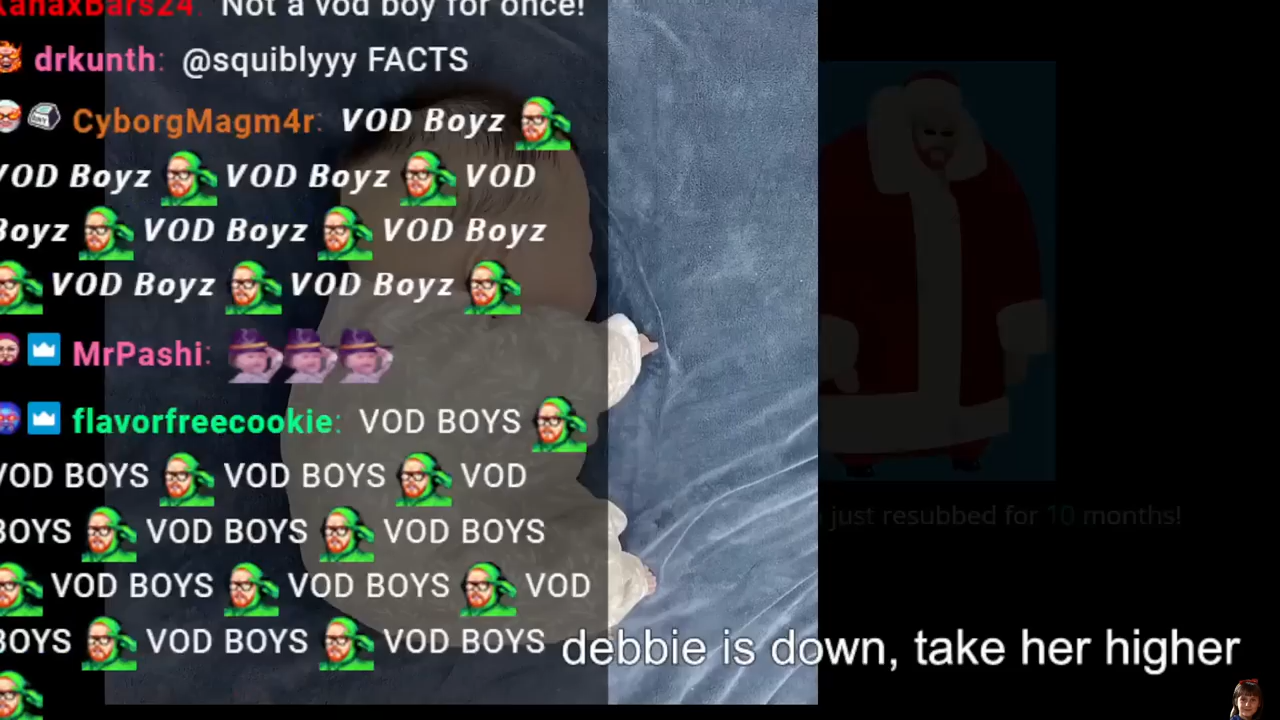 XanaxBars24: Not a vod boy for once!
drkunth: @squiblyyy FACTS
CyborgMagm4r: VOD Boyz
VOD Boyz VOD Boyz VOD
Boyz VOD Boyz VOD Boyz
VOD Boyz VOD Boyz
MrPashi:
flavorfreecookie: VOD BOYS
VOD BOYS VOD BOYS VOD
BOYS VOD BOYS VOD BOYS
VOD BOYS VOD BOYS VOD
BOYS VOD BOYS VOD BOYS
just resubbed for 10 months!
debbie is down, take her higher